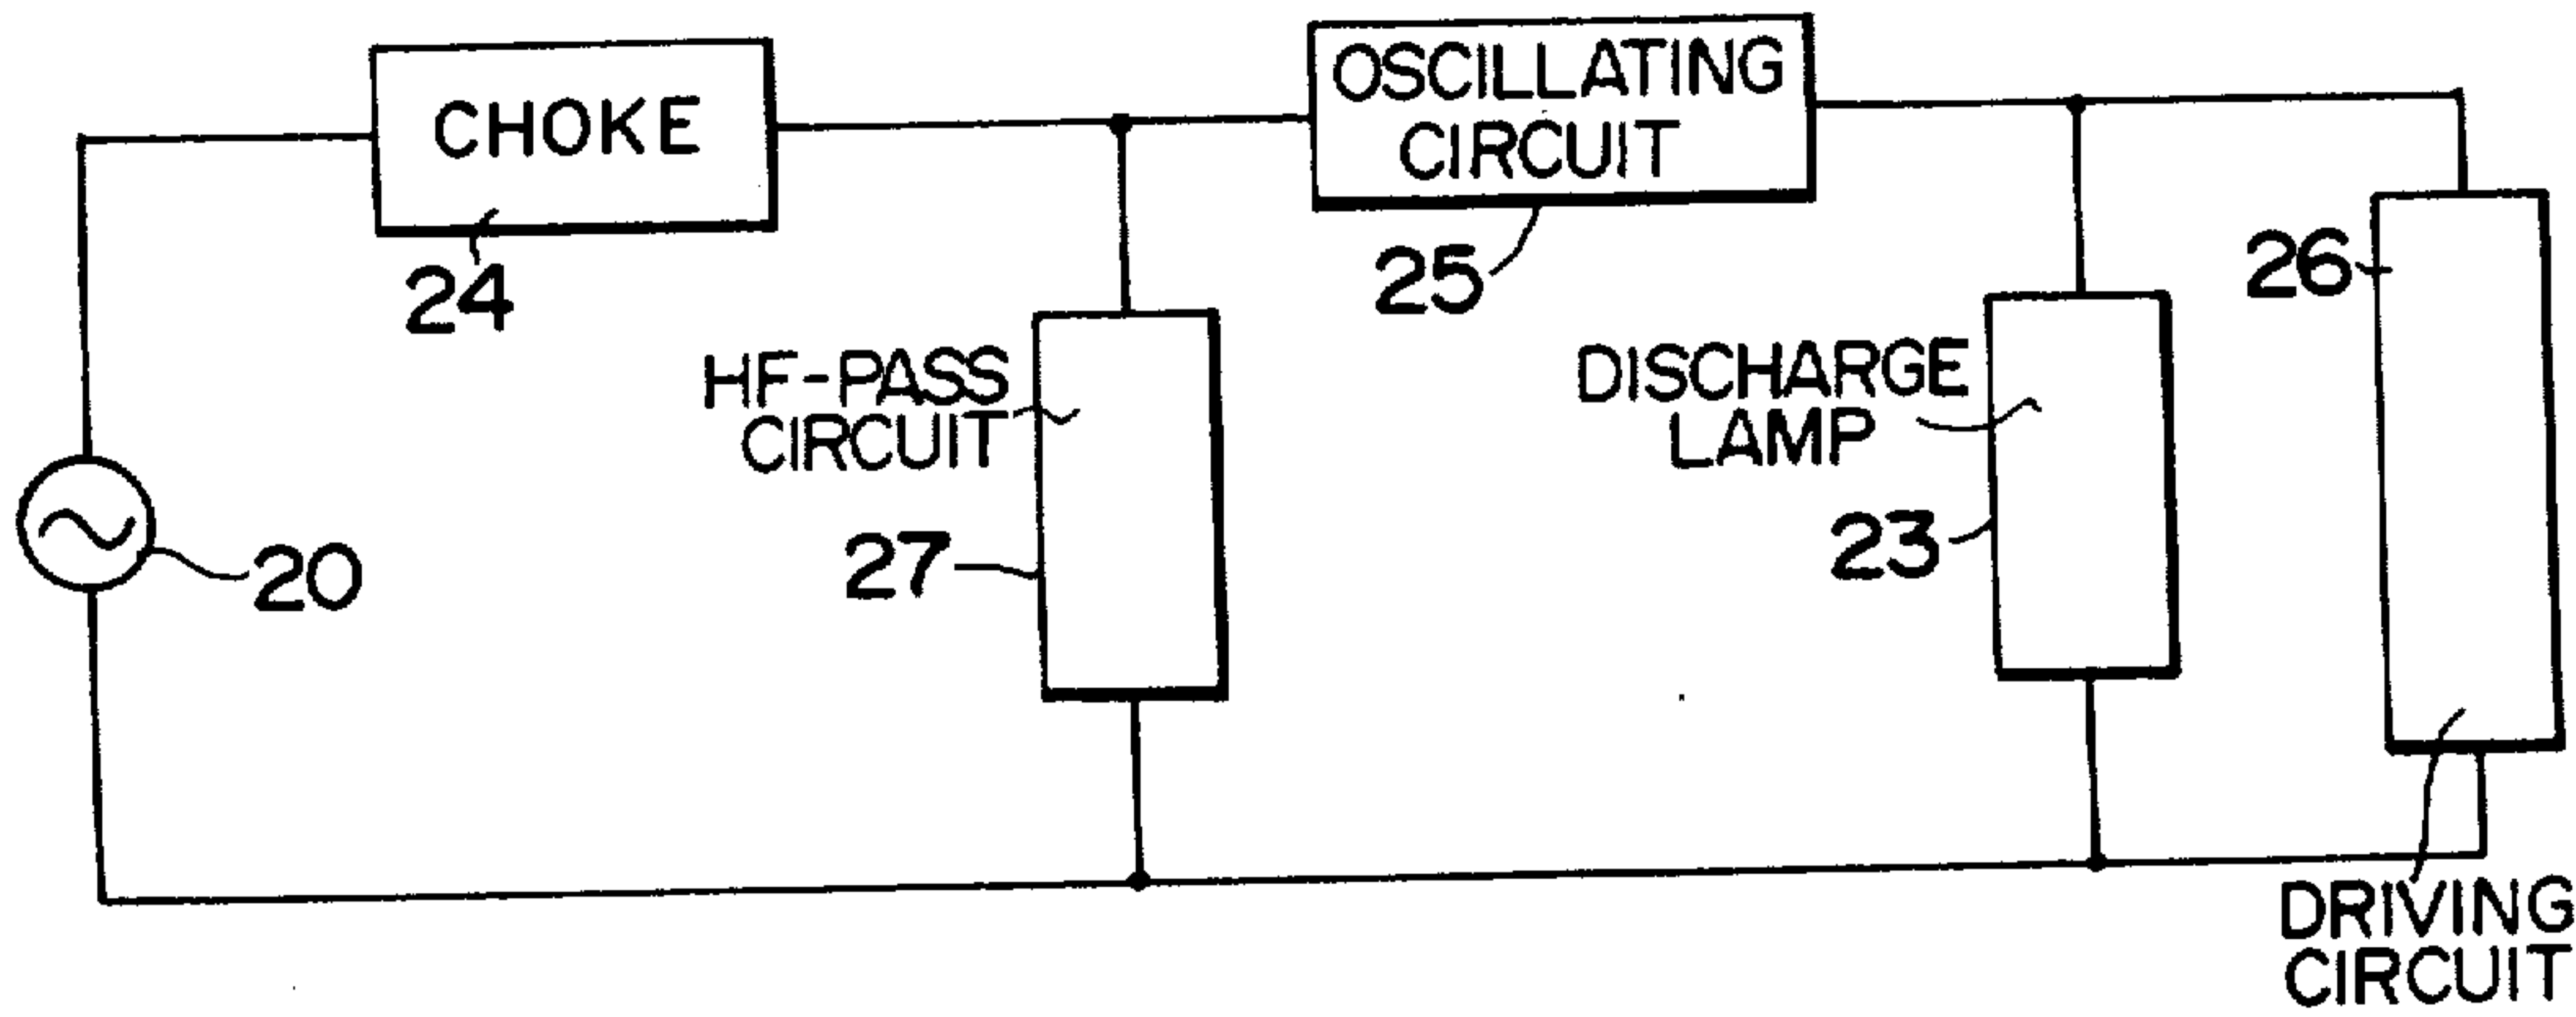 CHOKE
24
OSCILLATING
CIRCUIT
25
26
HF-PASS
CIRCUIT
27
DISCHARGE
LAMP
23
20
DRIVING
CIRCUIT